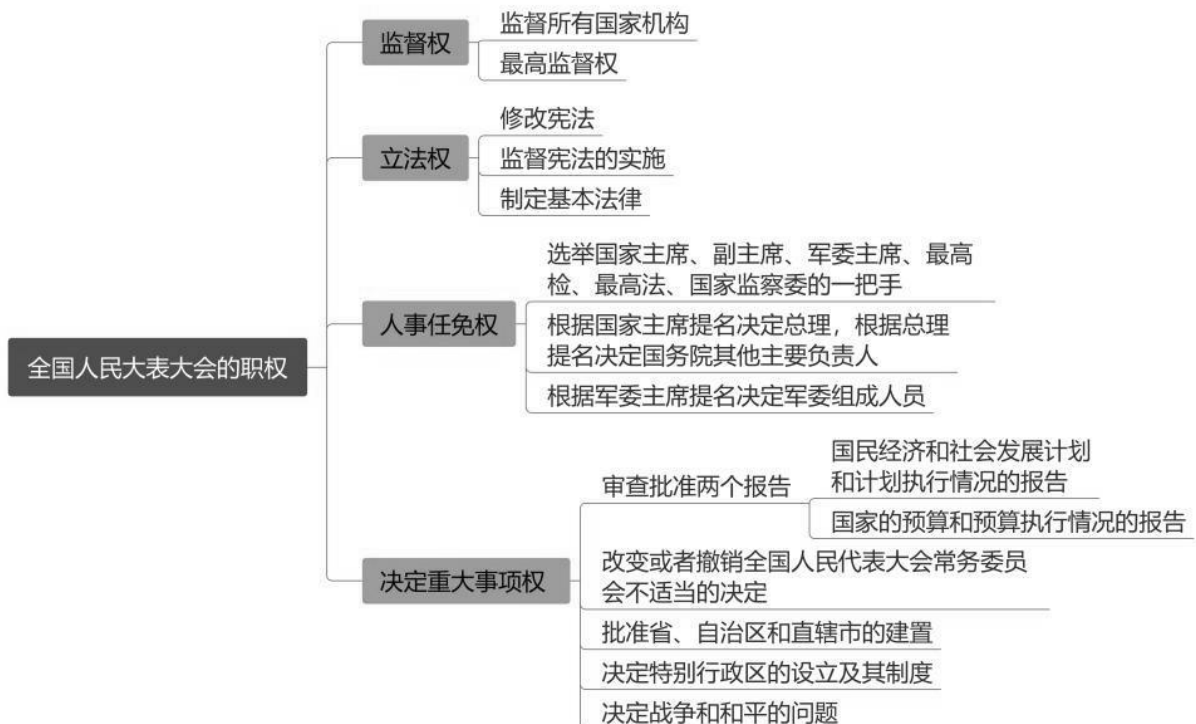 监督权
监督所有国家机构
最高监督权
立法权
修改宪法
监督宪法的实施
制定基本法律
全国人民大表大会的职权
人事任免权
选举国家主席、副主席、军委主席、最高
检、最高法、国家监察委的一把手
根据国家主席提名决定总理，根据总理
提名决定国务院其他主要负责人
根据军委主席提名决定军委组成人员
决定重大事项权
审查批准两个报告
国民经济和社会发展计划
和计划执行情况的报告
国家的预算和预算执行情况的报告
改变或者撤销全国人民代表大会常务委员
会不适当的决定
批准省、自治区和直辖市的建置
决定特别行政区的设立及其制度
决定战争和和平的问题